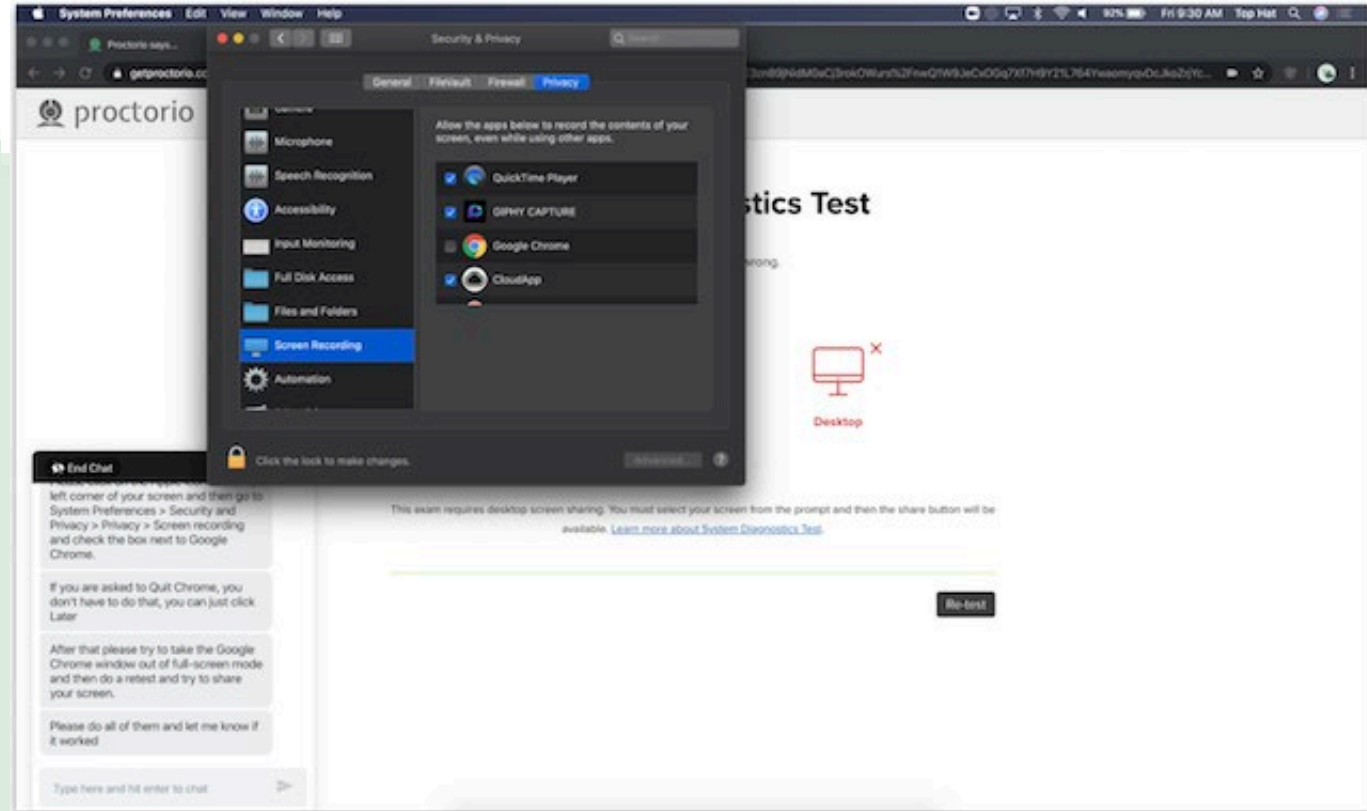 System Preferences Edit View Window Help
92% Fri 9:30 AM Top Hat
Proctorio says...
Security & Privacy
Search
getproctorio.co
General FileVault Firewall Privacy
proctorio
Microphone
Speech Recognition
Accessibility
Input Monitoring
Full Disk Access
Files and Folders
Screen Recording
Automation
Allow the apps below to record the contents of your
screen, even while using other apps.
QuickTime Player
GIPHY CAPTURE
Google Chrome
CloudApp
Click the lock to make changes.
Advanced...
?
stics Test
wrong.
Desktop
This exam requires desktop screen sharing. You must select your screen from the prompt and then the share button will be
available. Learn more about System Diagnostics Test.
Re-test
End Chat
left corner of your screen and then go to
System Preferences > Security and
Privacy > Privacy > Screen recording
and check the box next to Google
Chrome.
If you are asked to Quit Chrome, you
don't have to do that, you can just click
Later
After that please try to take the Google
Chrome window out of full-screen mode
and then do a retest and try to share
your screen.
Please do all of them and let me know if
it worked
Type here and hit enter to chat